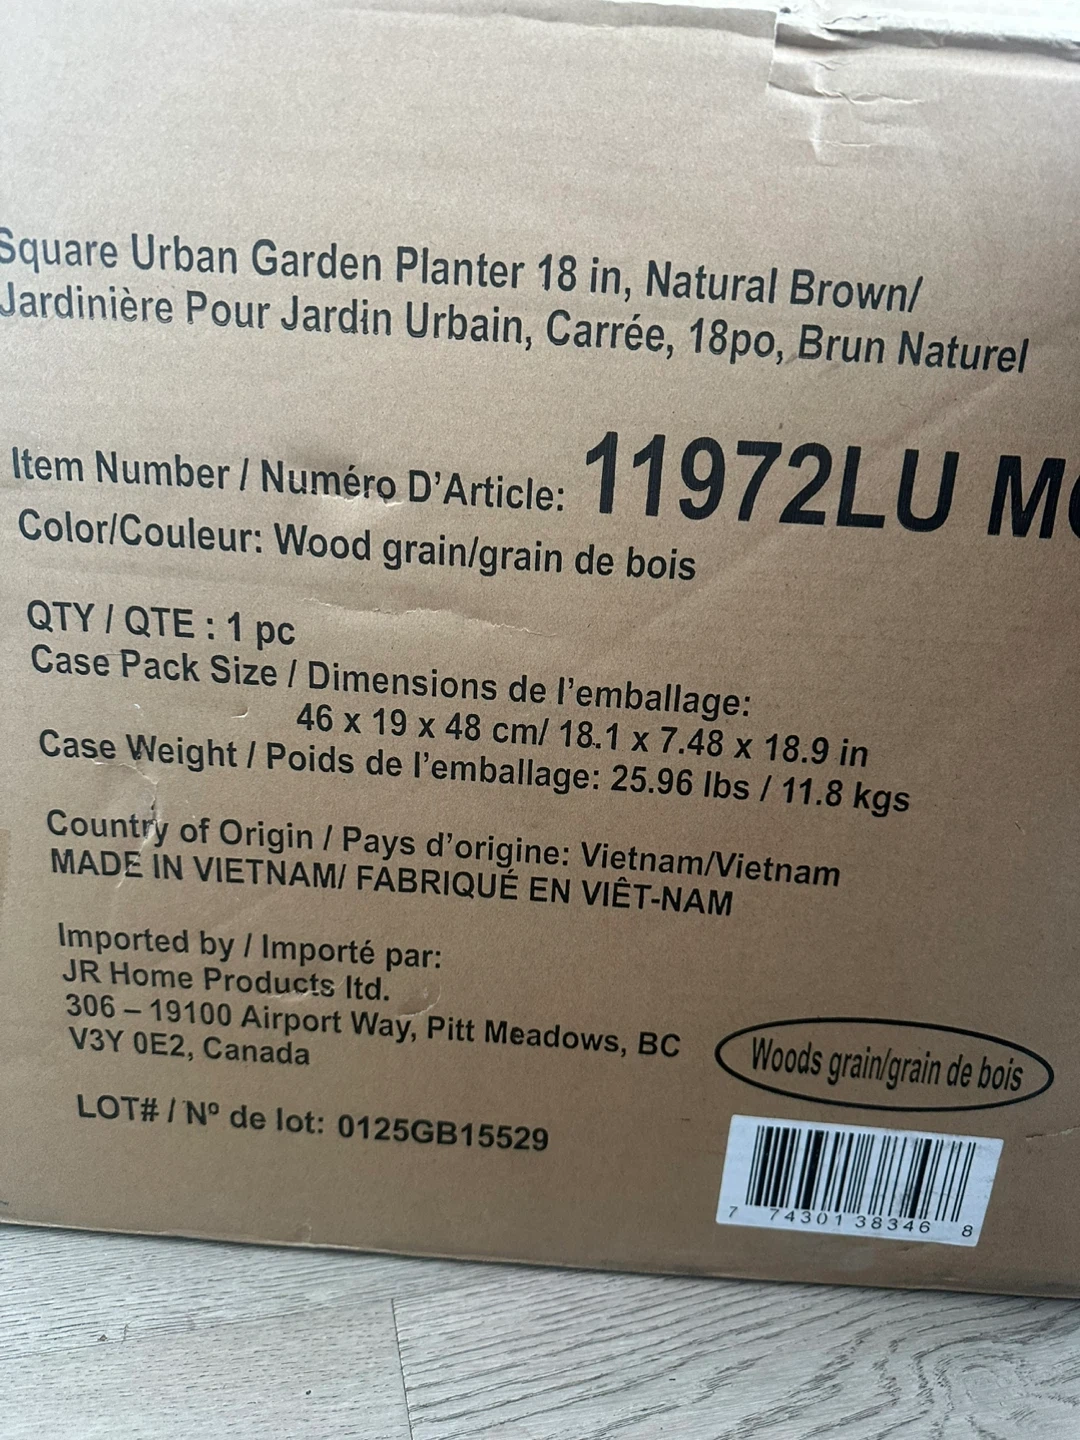 Square Urban Garden Planter 18 in, Natural Brown/
Jardinière Pour Jardin Urbain, Carrée, 18po, Brun Naturel
Item Number / Numéro D'Article: 11972LU
Color/Couleur: Wood grain/grain de bois
QTY / QTE : 1 pc
Case Pack Size / Dimensions de l'emballage:
46 x 19 x 48 cm/ 18.1 x 7.48 x 18.9 in
Case Weight / Poids de l'emballage: 25.96 lbs / 11.8 kgs
Country of Origin / Pays d'origine: Vietnam/Vietnam
MADE IN VIETNAM/ FABRIQUÉ EN VIÊT-NAM
Imported by / Importé par:
JR Home Products ltd.
306 – 19100 Airport Way, Pitt Meadows, BC
V3Y 0E2, Canada
LOT# / Nº de lot: 0125GB15529
Woods grain/grain de bois
7 74301 38346 8